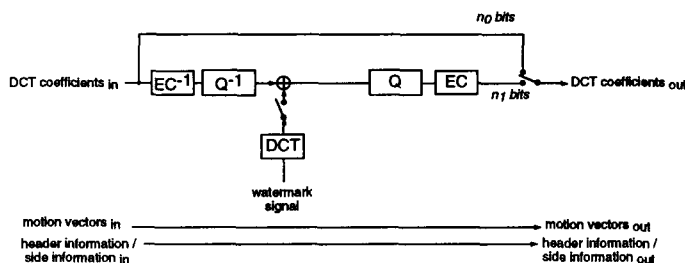 n0 bits
DCT coefficients in
EC-1
Q-1
Q
EC
n1 bits
DCT coefficients out
DCT
watermark
signal
motion vectors in
motion vectors out
header information /
side information in
header information /
side information out